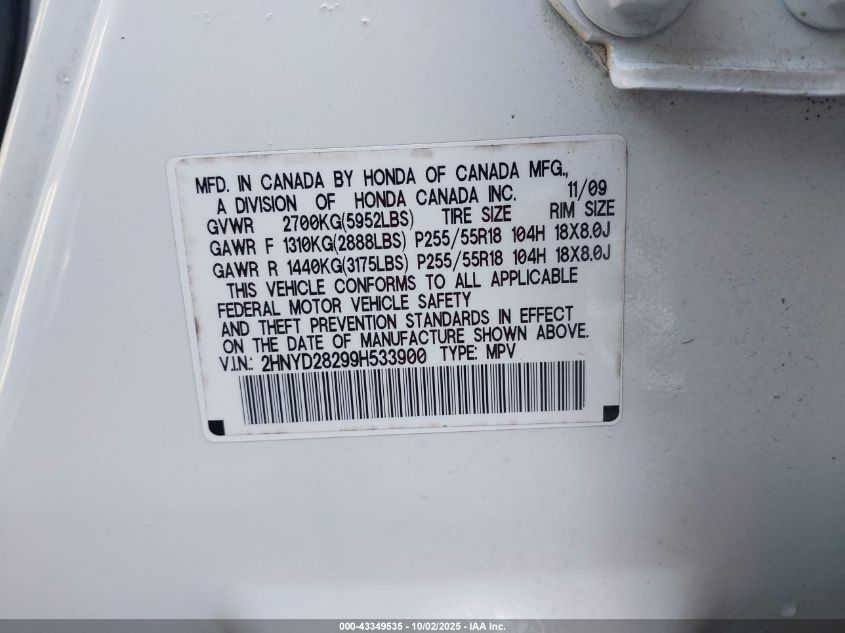 MFD. IN CANADA BY HONDA OF CANADA MFG.,
A DIVISION OF HONDA CANADA INC. 11/09
GVWR 2700KG(5952LBS) TIRE SIZE RIM SIZE
GAWR F 1310KG(2888LBS) P255/55R18 104H 18X8.0J
GAWR R 1440KG(3175LBS) P255/55R18 104H 18X8.0J
THIS VEHICLE CONFORMS TO ALL APPLICABLE
FEDERAL MOTOR VEHICLE SAFETY
AND THEFT PREVENTION STANDARDS IN EFFECT
ON THE DATE OF MANUFACTURE SHOWN ABOVE.
V.I.N.: 2HNYD28299H533900 TYPE: MPV
000-43349535 - 10/02/2025 - IAA Inc.